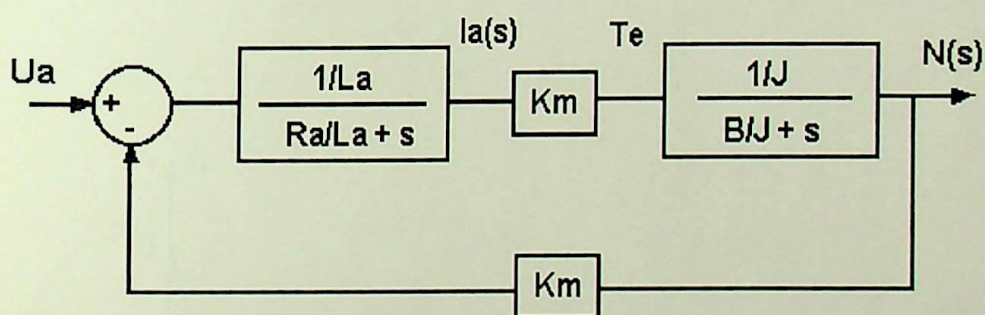 Ua
+
-
1/La
Ra/La + s
Ia(s)
Km
Te
1/J
B/J + s
N(s)
Km